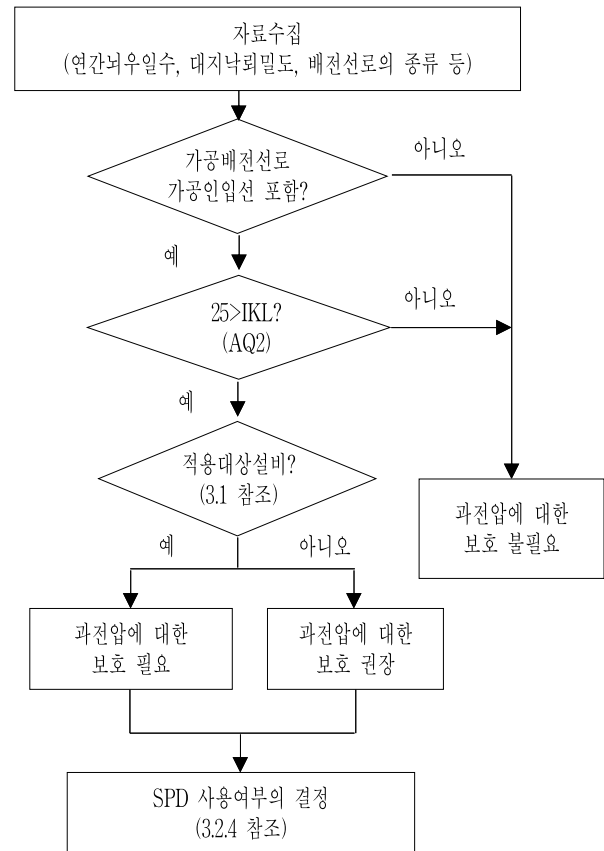 자료수집
(연간뇌우일수, 대지낙뢰밀도, 배전선로의 종류 등)
가공배전선로
가공인입선 포함?
아니오
예
25>IKL?
(AQ2)
아니오
예
적용대상설비?
(3.1 참조)
과전압에 대한
보호 불필요
예
아니오
과전압에 대한
보호 필요
과전압에 대한
보호 권장
SPD 사용여부의 결정
(3.2.4 참조)